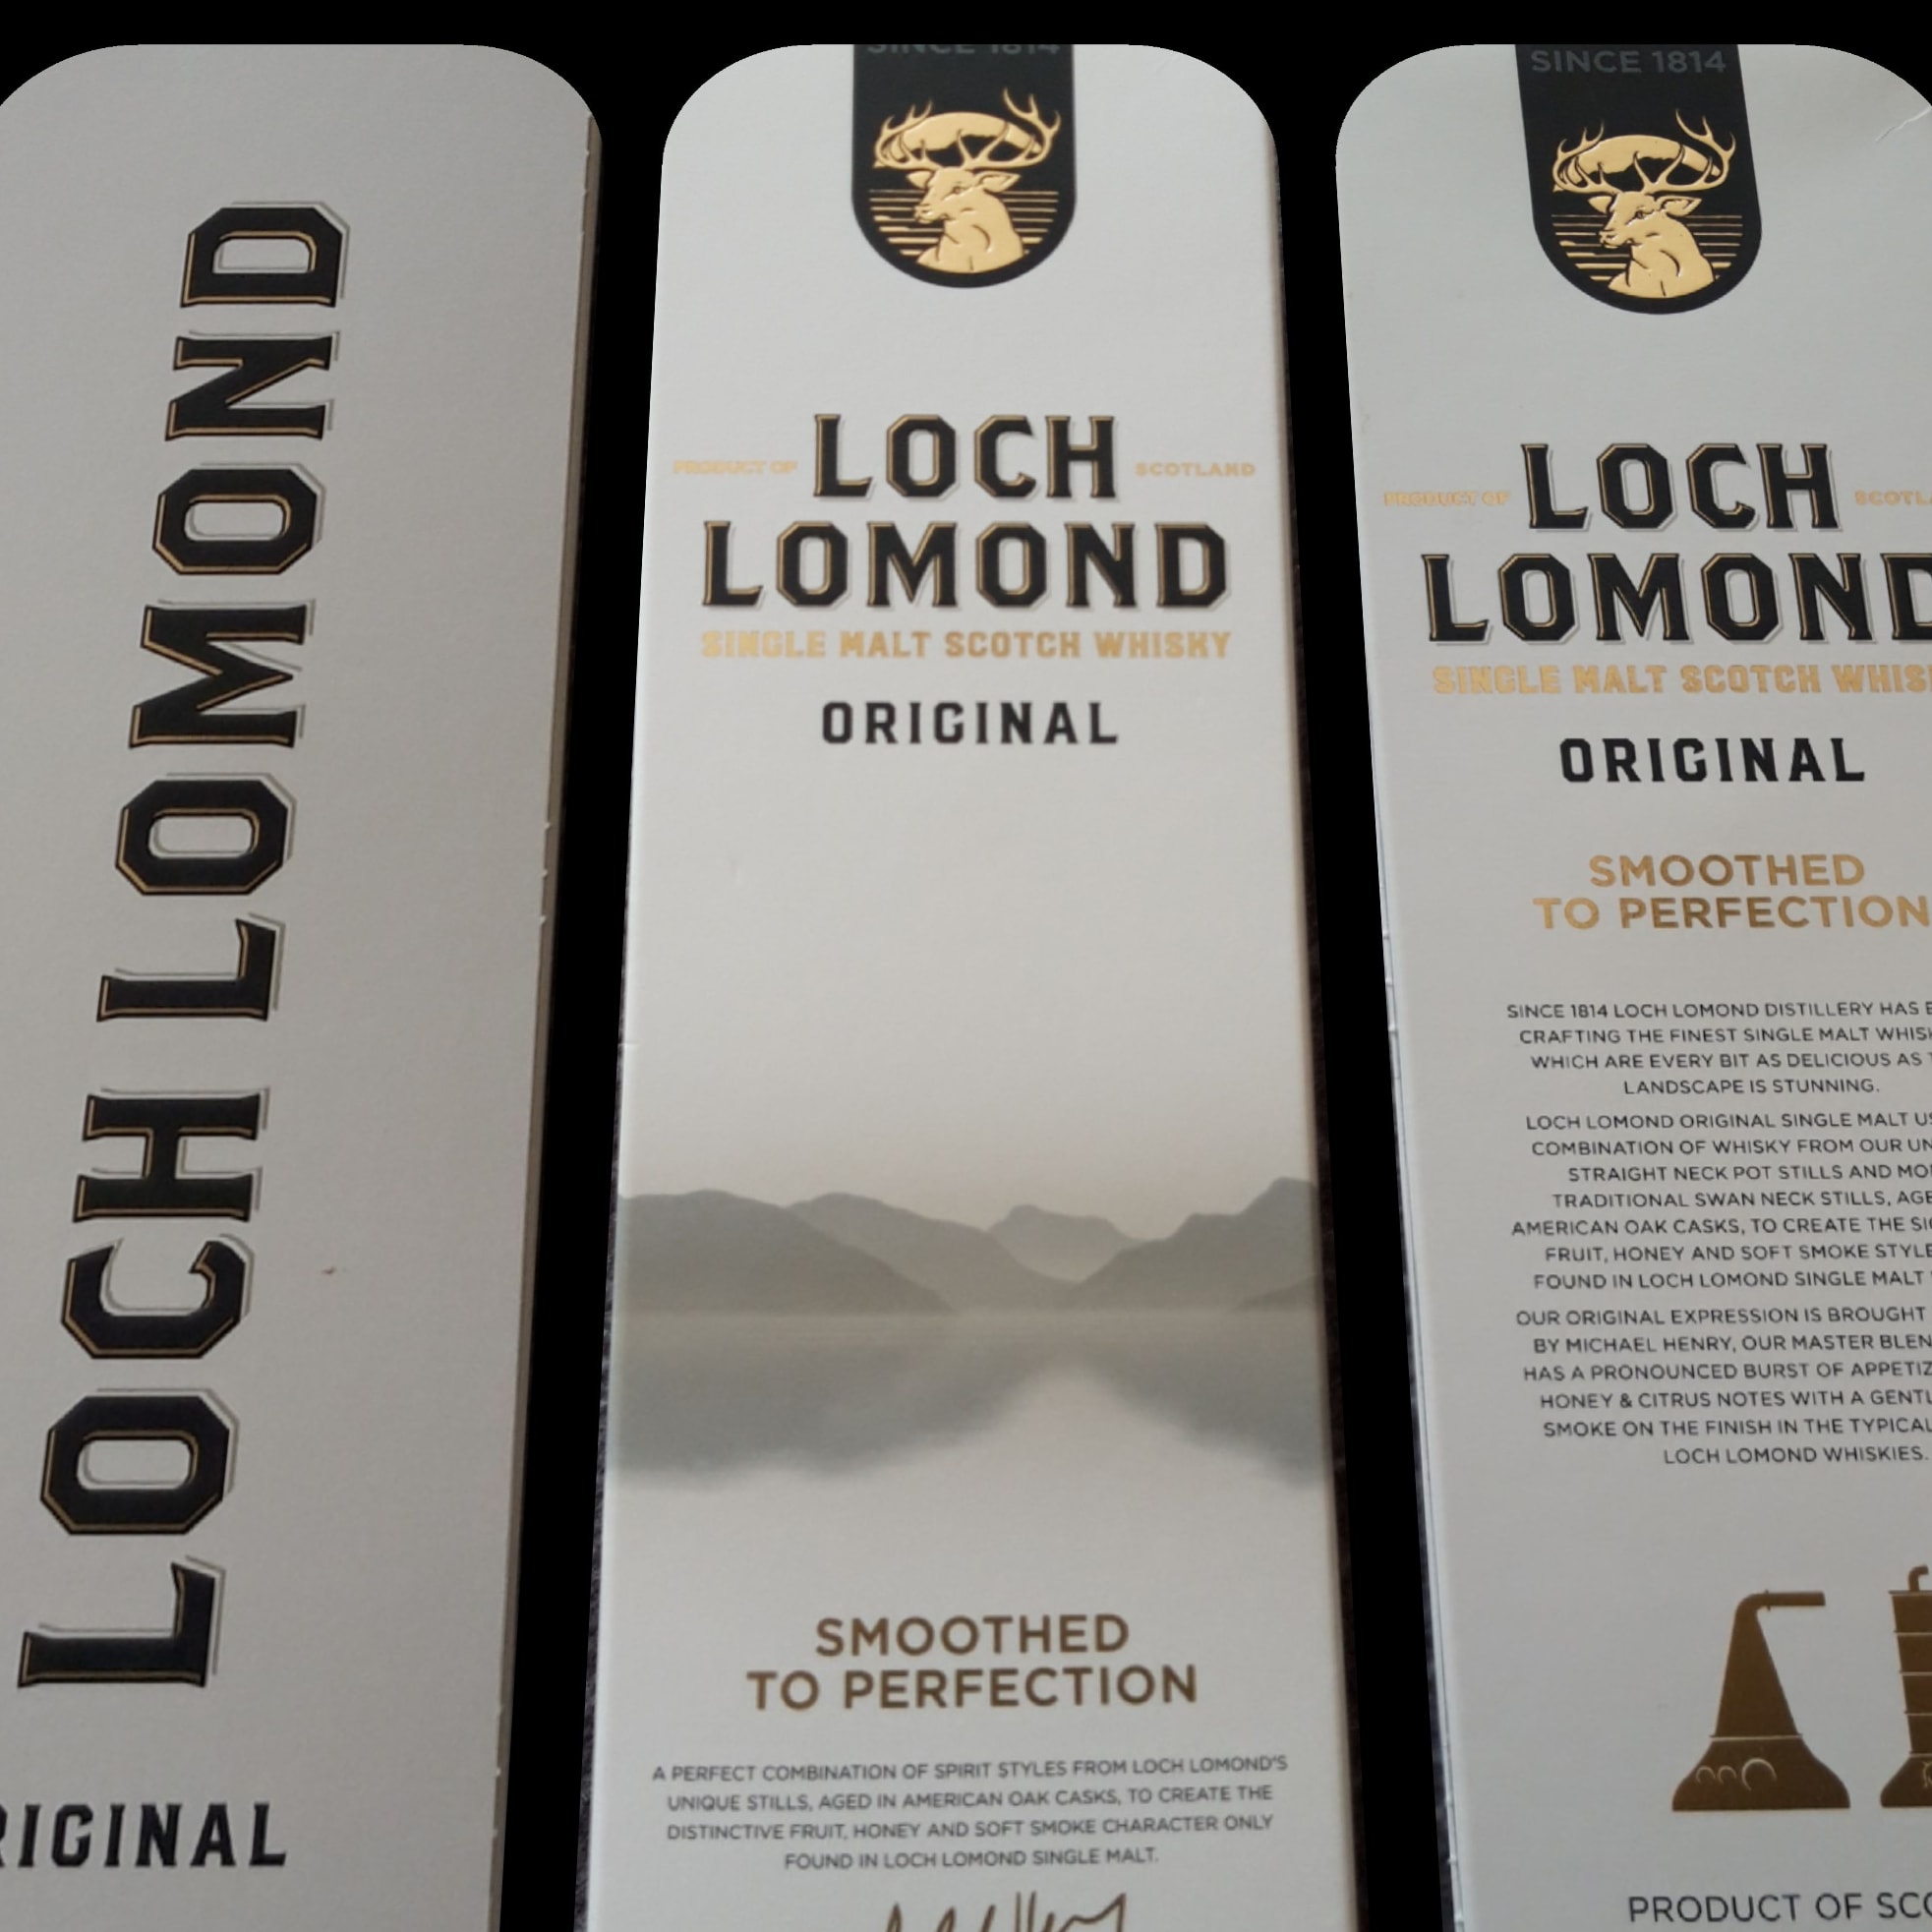 LOCH LOMOND
SINCE 1814
PRODUCT OF LOCH SCOTLAND
LOMOND
SINGLE MALT SCOTCH WHISKY
ORIGINAL
SMOOTHED
TO PERFECTION
A PERFECT COMBINATION OF SPIRIT STYLES FROM LOCH LOMOND'S
UNIQUE STILLS, AGED IN AMERICAN OAK CASKS, TO CREATE THE
DISTINCTIVE FRUIT, HONEY AND SOFT SMOKE CHARACTER ONLY
FOUND IN LOCH LOMOND SINGLE MALT.
SINCE 1814
PRODUCT OF LOCH
LOMOND
SINGLE MALT SCOTCH
ORIGINAL
SMOOTHED
TO PERFECTION
SINCE 1814 LOCH LOMOND DISTILLERY HAS
CRAFTING THE FINEST SINGLE MALT
WHICH ARE EVERY BIT AS DELICIOUS AS
LANDSCAPE IS STUNNING.
LOCH LOMOND ORIGINAL SINGLE MALT
COMBINATION OF WHISKY FROM OUR
STRAIGHT NECK POT STILLS AND
TRADITIONAL SWAN NECK STILLS,
AMERICAN OAK CASKS, TO CREATE THE
FRUIT, HONEY AND SOFT SMOKE STYLE
FOUND IN LOCH LOMOND SINGLE MALT
OUR ORIGINAL EXPRESSION IS BROUGHT
BY MICHAEL HENRY, OUR MASTER
HAS A PRONOUNCED BURST OF
HONEY & CITRUS NOTES WITH A
SMOKE ON THE FINISH IN THE TYPICAL
LOCH LOMOND WHISKIES.
PRODUCT OF